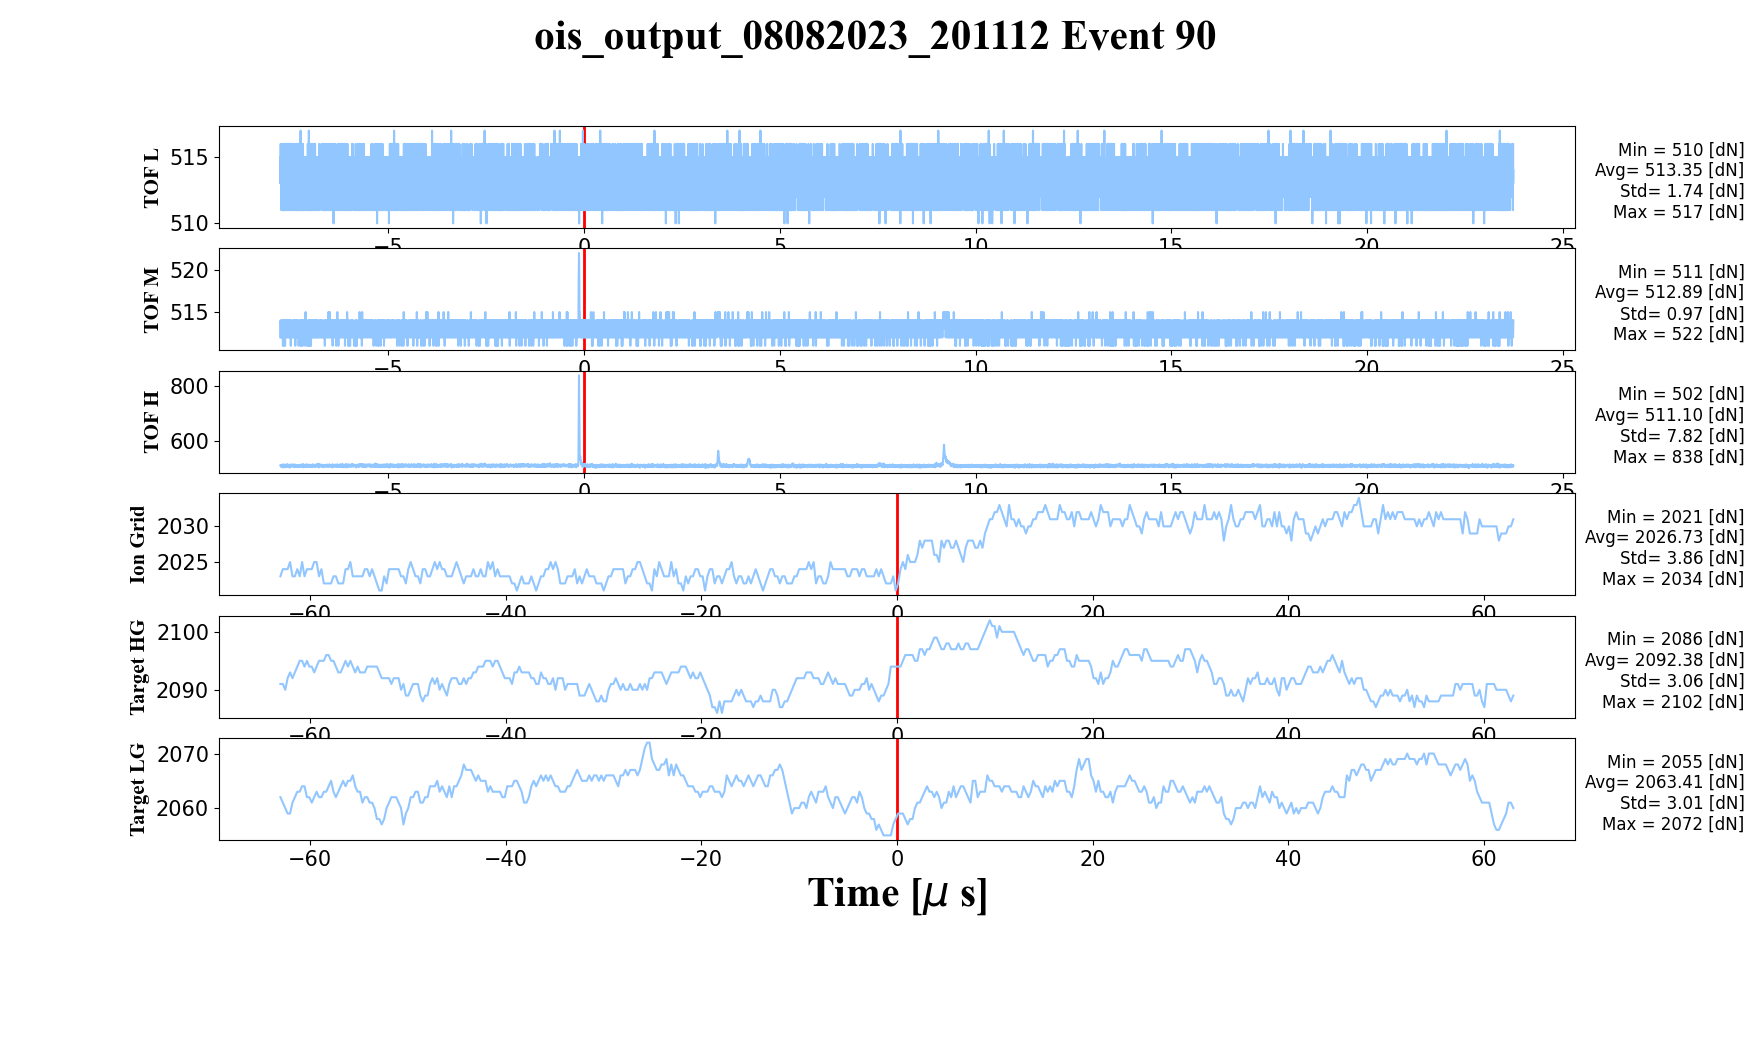 ois_output_08082023_201112 Event 90
TOF L
515
510
Min = 510 [dN]
Avg= 513.35 [dN]
Std= 1.74 [dN]
Max = 517 [dN]
−5 0 5 10 15 20 25
TOF M
520
515
Min = 511 [dN]
Avg= 512.89 [dN]
Std= 0.97 [dN]
Max = 522 [dN]
−5 0 5 10 15 20 25
TOF H
800
600
Min = 502 [dN]
Avg= 511.10 [dN]
Std= 7.82 [dN]
Max = 838 [dN]
−5 0 5 10 15 20 25
Ion Grid
2030
2025
Min = 2021 [dN]
Avg= 2026.73 [dN]
Std= 3.86 [dN]
Max = 2034 [dN]
−60 −40 −20 0 20 40 60
Target HG
2100
2090
Min = 2086 [dN]
Avg= 2092.38 [dN]
Std= 3.06 [dN]
Max = 2102 [dN]
−60 −40 −20 0 20 40 60
Target LG
2070
2060
Min = 2055 [dN]
Avg= 2063.41 [dN]
Std= 3.01 [dN]
Max = 2072 [dN]
−60 −40 −20 0 20 40 60
Time [μ s]